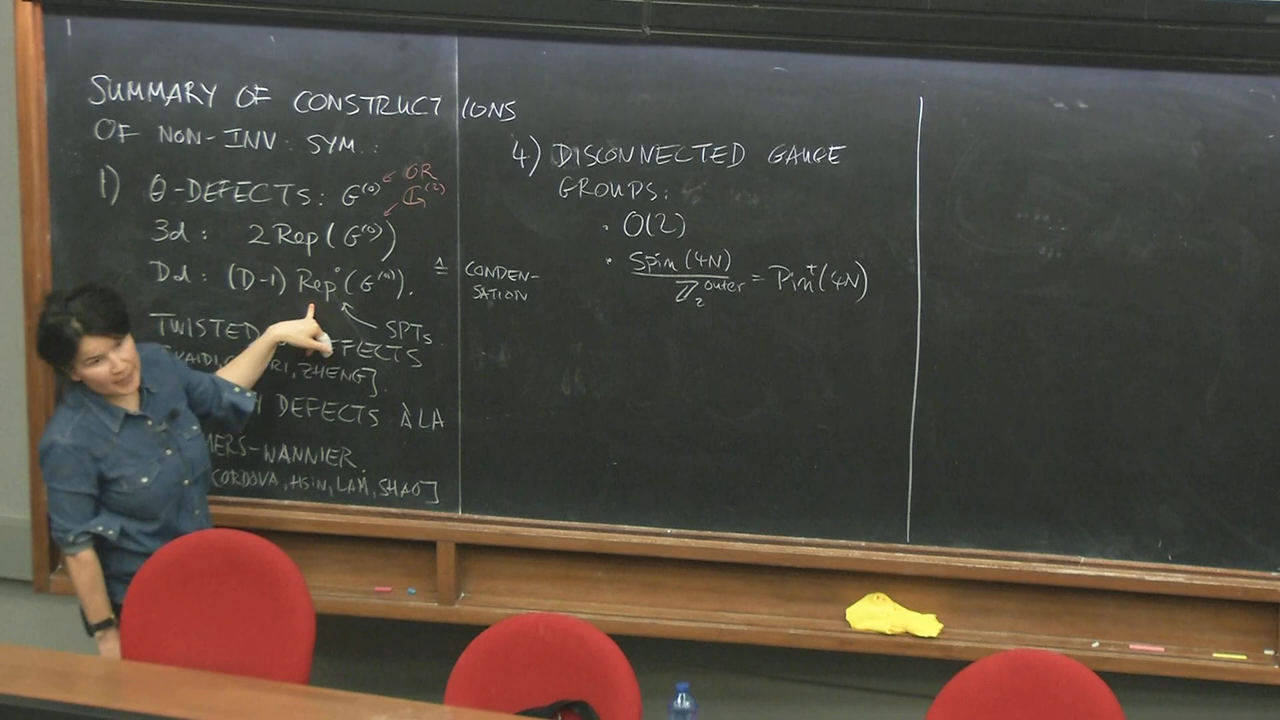 SUMMARY OF CONSTRUCTIONS
OF NON-INV. SYM.:
1) θ-DEFECTS: G^(0) ← OR G^(2)
3d: 2Rep(G^(0))
Dd: (D-1) Rep°(G^(0)). ≙ CONDEN-
SATION
SPTs
TWISTED DEFECTS
ZHENG]
DEFECTS À LA
WANNIER.
CORDOVA, HSIN, LAM, SHAO]
4) DISCONNECTED GAUGE
GROUPS:
· O(2)
· Spin(4N) / ℤ₂^outer = Pin⁺(4N)